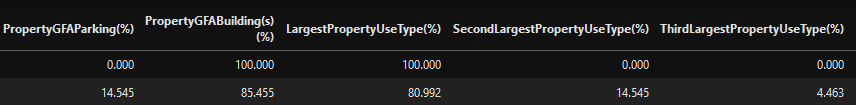 PropertyGFAParking(%) PropertyGFABuilding(s)(%) LargestPropertyUseType(%) SecondLargestPropertyUseType(%) ThirdLargestPropertyUseType(%)
0.000 100.000 100.000 0.000 0.000
14.545 85.455 80.992 14.545 4.463